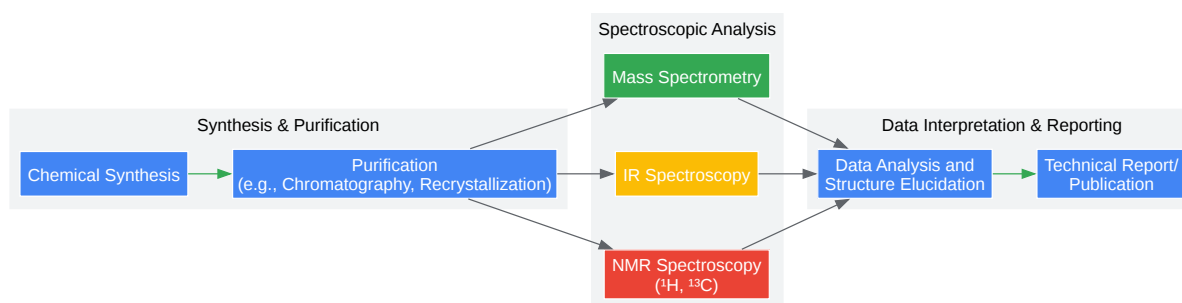 Synthesis & Purification
Chemical Synthesis
Purification
(e.g., Chromatography, Recrystallization)
Spectroscopic Analysis
Mass Spectrometry
IR Spectroscopy
NMR Spectroscopy
(¹H, ¹³C)
Data Interpretation & Reporting
Data Analysis and
Structure Elucidation
Technical Report/
Publication